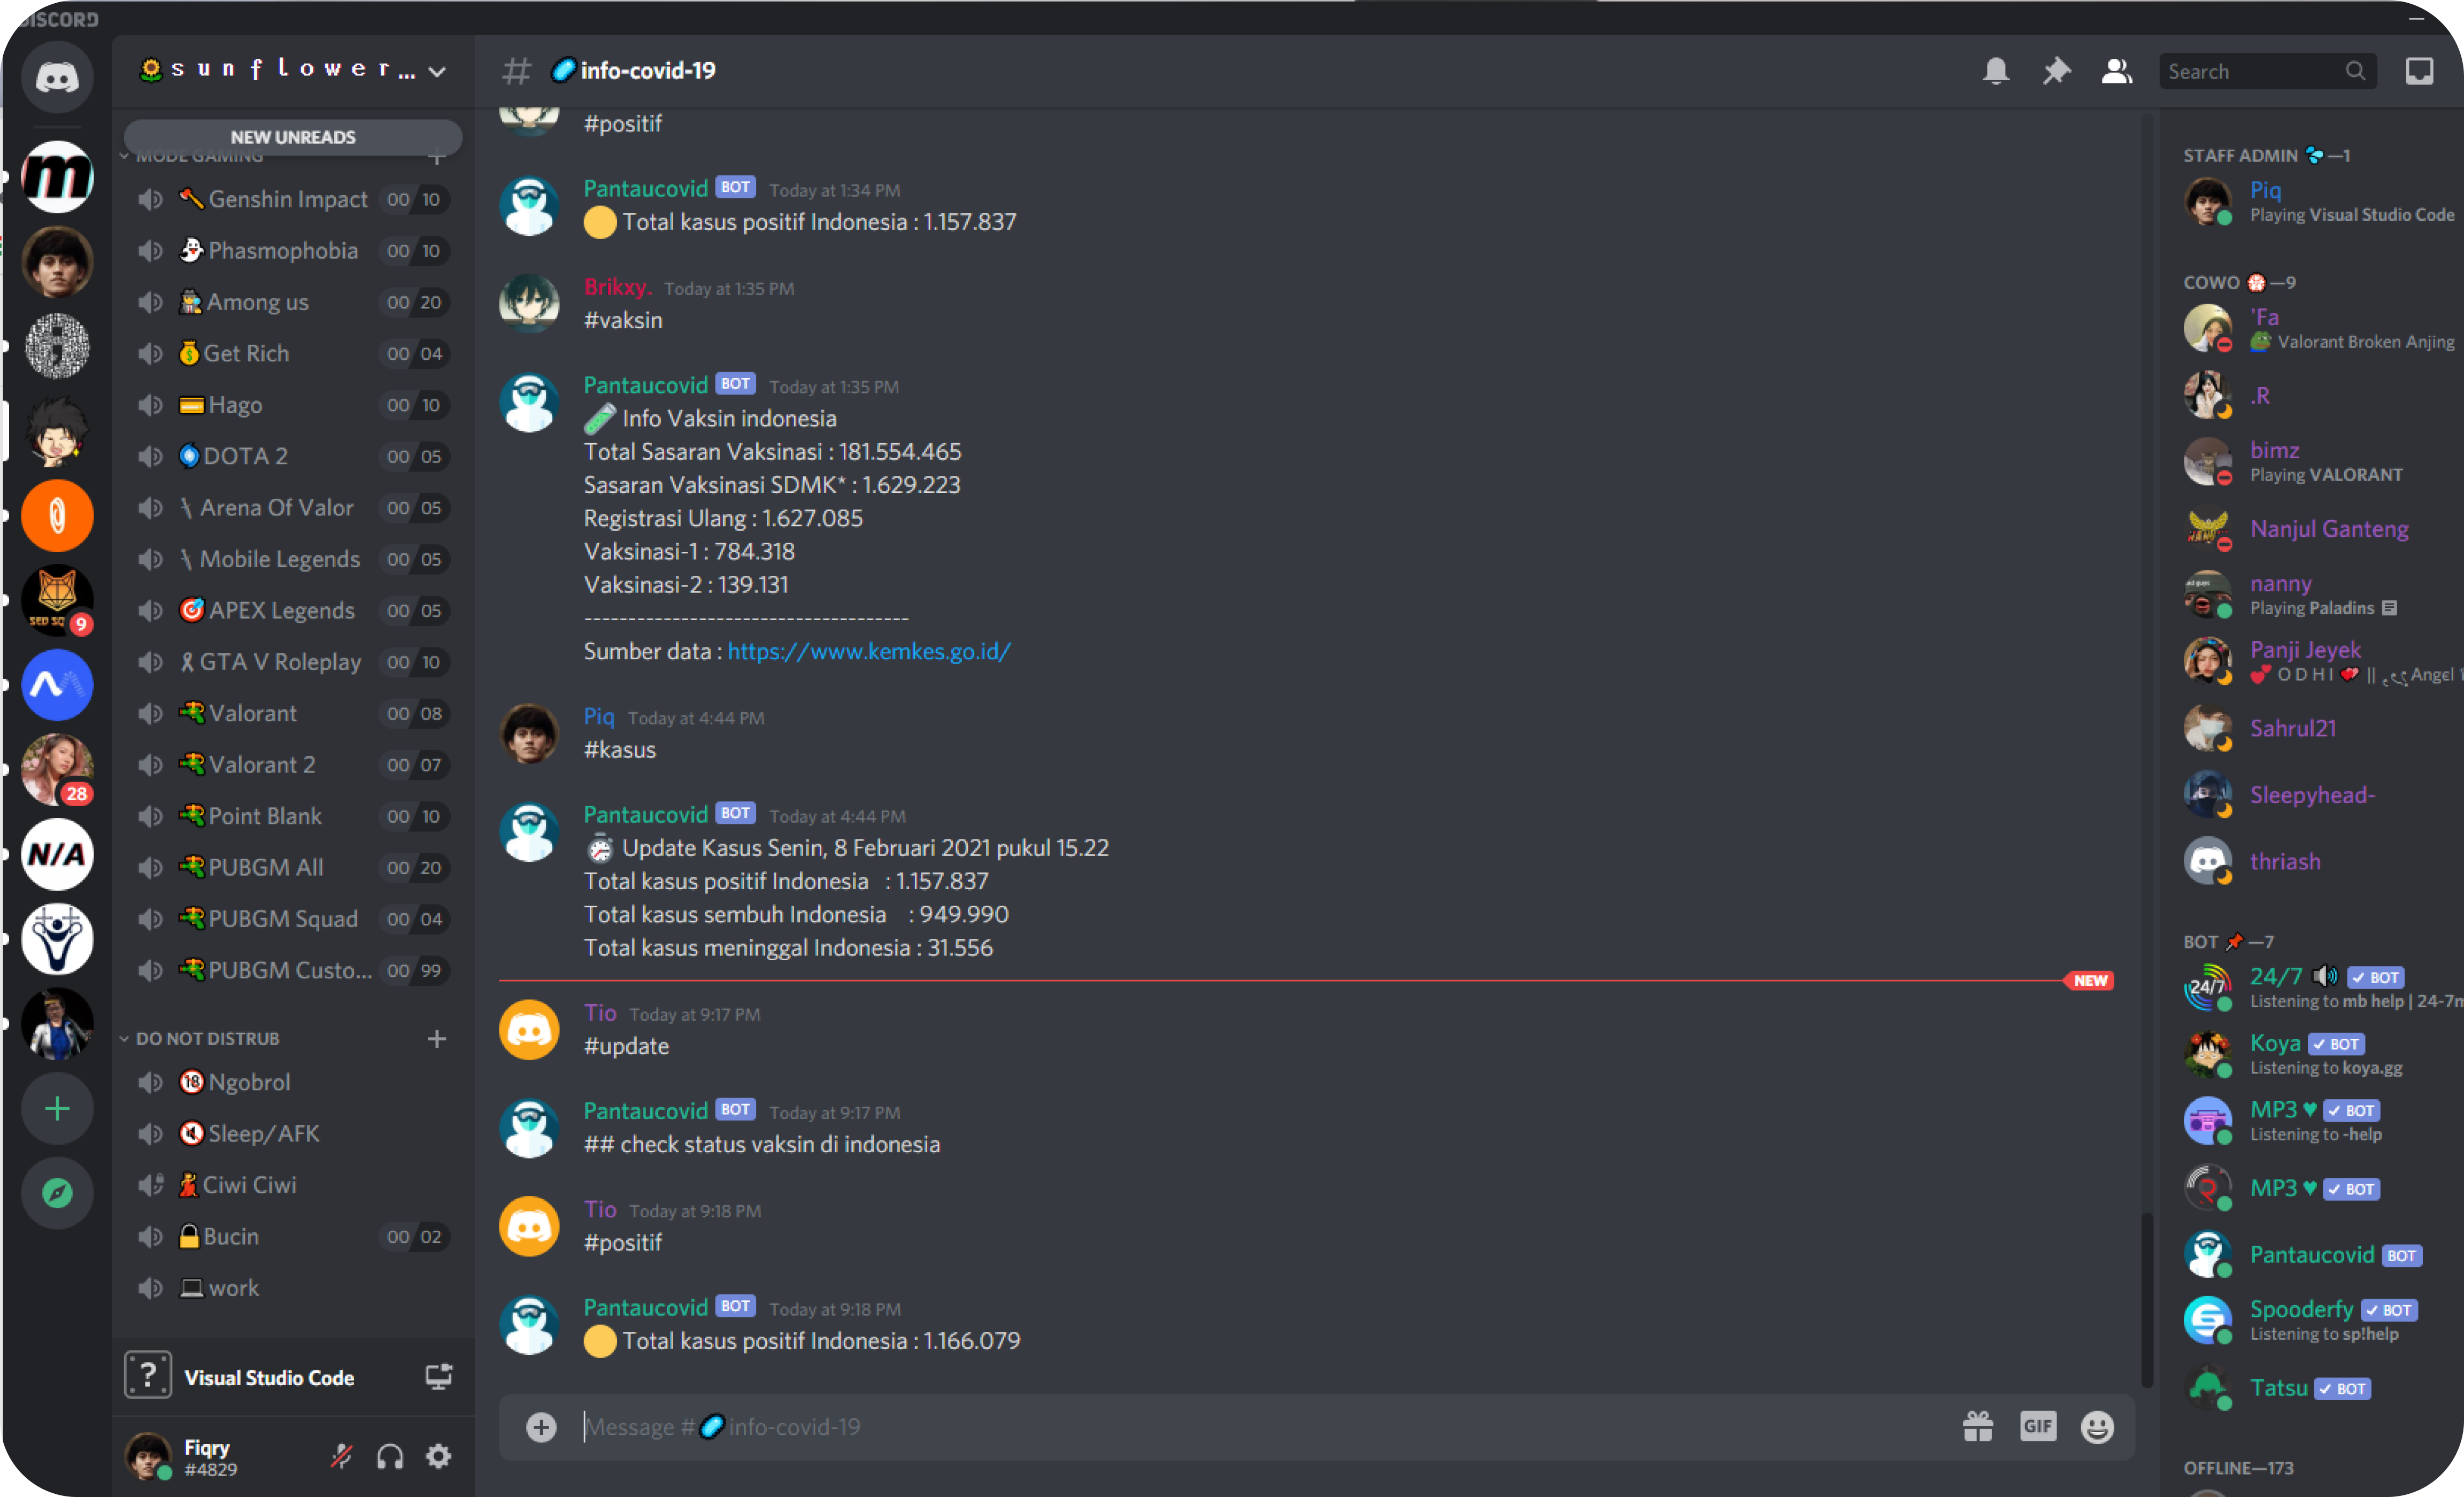 DISCORD
sunflower...
NEW UNREADS
MODE GAMING
Genshin Impact 00 10
Phasmophobia 00 10
Among us 00 20
Get Rich 00 04
Hago 00 10
DOTA 2 00 05
Arena Of Valor 00 05
Mobile Legends 00 05
APEX Legends 00 05
GTA V Roleplay 00 10
Valorant 00 08
Valorant 2 00 07
Point Blank 00 10
PUBGM All 00 20
PUBGM Squad 00 04
PUBGM Custo... 00 99
DO NOT DISTRUB
Ngobrol
Sleep/AFK
Ciwi Ciwi
Bucin 00 02
work
Visual Studio Code
Fiqry
#4829
m
9
28
N/A
# info-covid-19
Search
#positif
Pantaucovid BOT Today at 1:34 PM
Total kasus positif Indonesia : 1.157.837
Brikxy. Today at 1:35 PM
#vaksin
Pantaucovid BOT Today at 1:35 PM
Info Vaksin indonesia
Total Sasaran Vaksinasi : 181.554.465
Sasaran Vaksinasi SDMK* : 1.629.223
Registrasi Ulang : 1.627.085
Vaksinasi-1 : 784.318
Vaksinasi-2 : 139.131
-------------------------------------
Sumber data : https://www.kemkes.go.id/
Piq Today at 4:44 PM
#kasus
Pantaucovid BOT Today at 4:44 PM
Update Kasus Senin, 8 Februari 2021 pukul 15.22
Total kasus positif Indonesia : 1.157.837
Total kasus sembuh Indonesia : 949.990
Total kasus meninggal Indonesia : 31.556
NEW
Tio Today at 9:17 PM
#update
Pantaucovid BOT Today at 9:17 PM
## check status vaksin di indonesia
Tio Today at 9:18 PM
#positif
Pantaucovid BOT Today at 9:18 PM
Total kasus positif Indonesia : 1.166.079
Message # info-covid-19
GIF
STAFF ADMIN —1
Piq
Playing Visual Studio Code
COWO —9
'Fa
Valorant Broken Anjing
.R
bimz
Playing VALORANT
Nanjul Ganteng
nanny
Playing Paladins
Panji Jeyek
O D H I || Angel
Sahrul21
Sleepyhead-
thriash
BOT —7
24/7 BOT
Listening to mb help | 24-7m
Koya BOT
Listening to koya.gg
MP3 ♥ BOT
Listening to -help
MP3 ♥ BOT
Pantaucovid BOT
Spooderfy BOT
Listening to sp!help
Tatsu BOT
OFFLINE—173